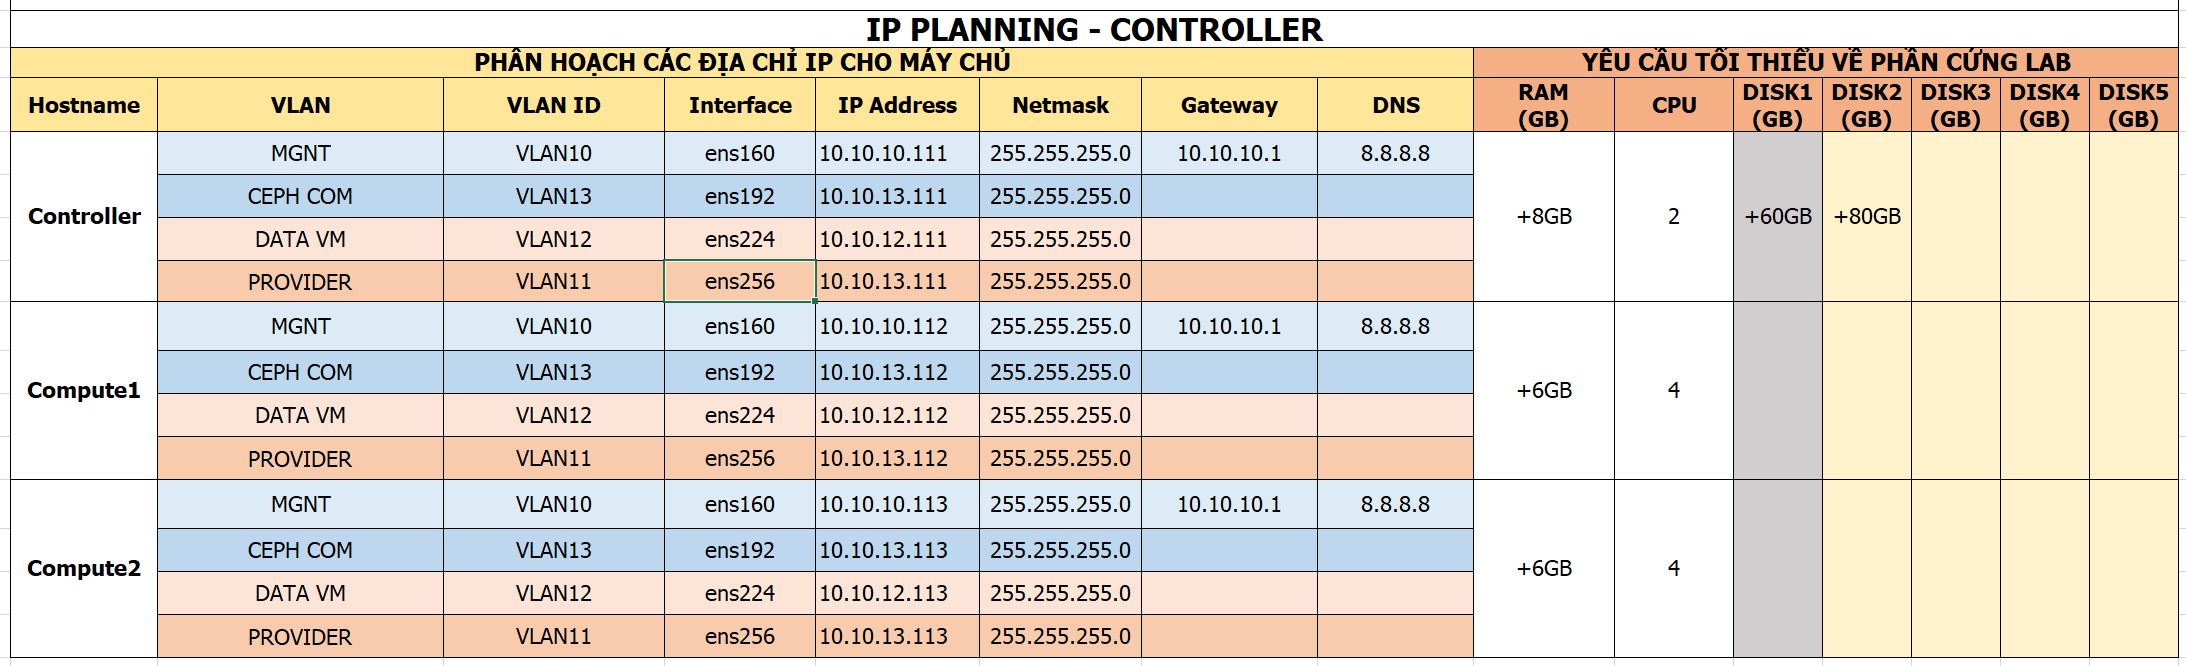 IP PLANNING - CONTROLLER
PHÂN HOẠCH CÁC ĐỊA CHỈ IP CHO MÁY CHỦ YÊU CẦU TỐI THIỂU VỀ PHẦN CỨNG LAB
Hostname VLAN VLAN ID Interface IP Address Netmask Gateway DNS RAM (GB) CPU DISK1 (GB) DISK2 (GB) DISK3 (GB) DISK4 (GB) DISK5 (GB)
Controller MGNT VLAN10 ens160 10.10.10.111 255.255.255.0 10.10.10.1 8.8.8.8 +8GB 2 +60GB +80GB
CEPH COM VLAN13 ens192 10.10.13.111 255.255.255.0
DATA VM VLAN12 ens224 10.10.12.111 255.255.255.0
PROVIDER VLAN11 ens256 10.10.13.111 255.255.255.0
Compute1 MGNT VLAN10 ens160 10.10.10.112 255.255.255.0 10.10.10.1 8.8.8.8 +6GB 4
CEPH COM VLAN13 ens192 10.10.13.112 255.255.255.0
DATA VM VLAN12 ens224 10.10.12.112 255.255.255.0
PROVIDER VLAN11 ens256 10.10.13.112 255.255.255.0
Compute2 MGNT VLAN10 ens160 10.10.10.113 255.255.255.0 10.10.10.1 8.8.8.8 +6GB 4
CEPH COM VLAN13 ens192 10.10.13.113 255.255.255.0
DATA VM VLAN12 ens224 10.10.12.113 255.255.255.0
PROVIDER VLAN11 ens256 10.10.13.113 255.255.255.0